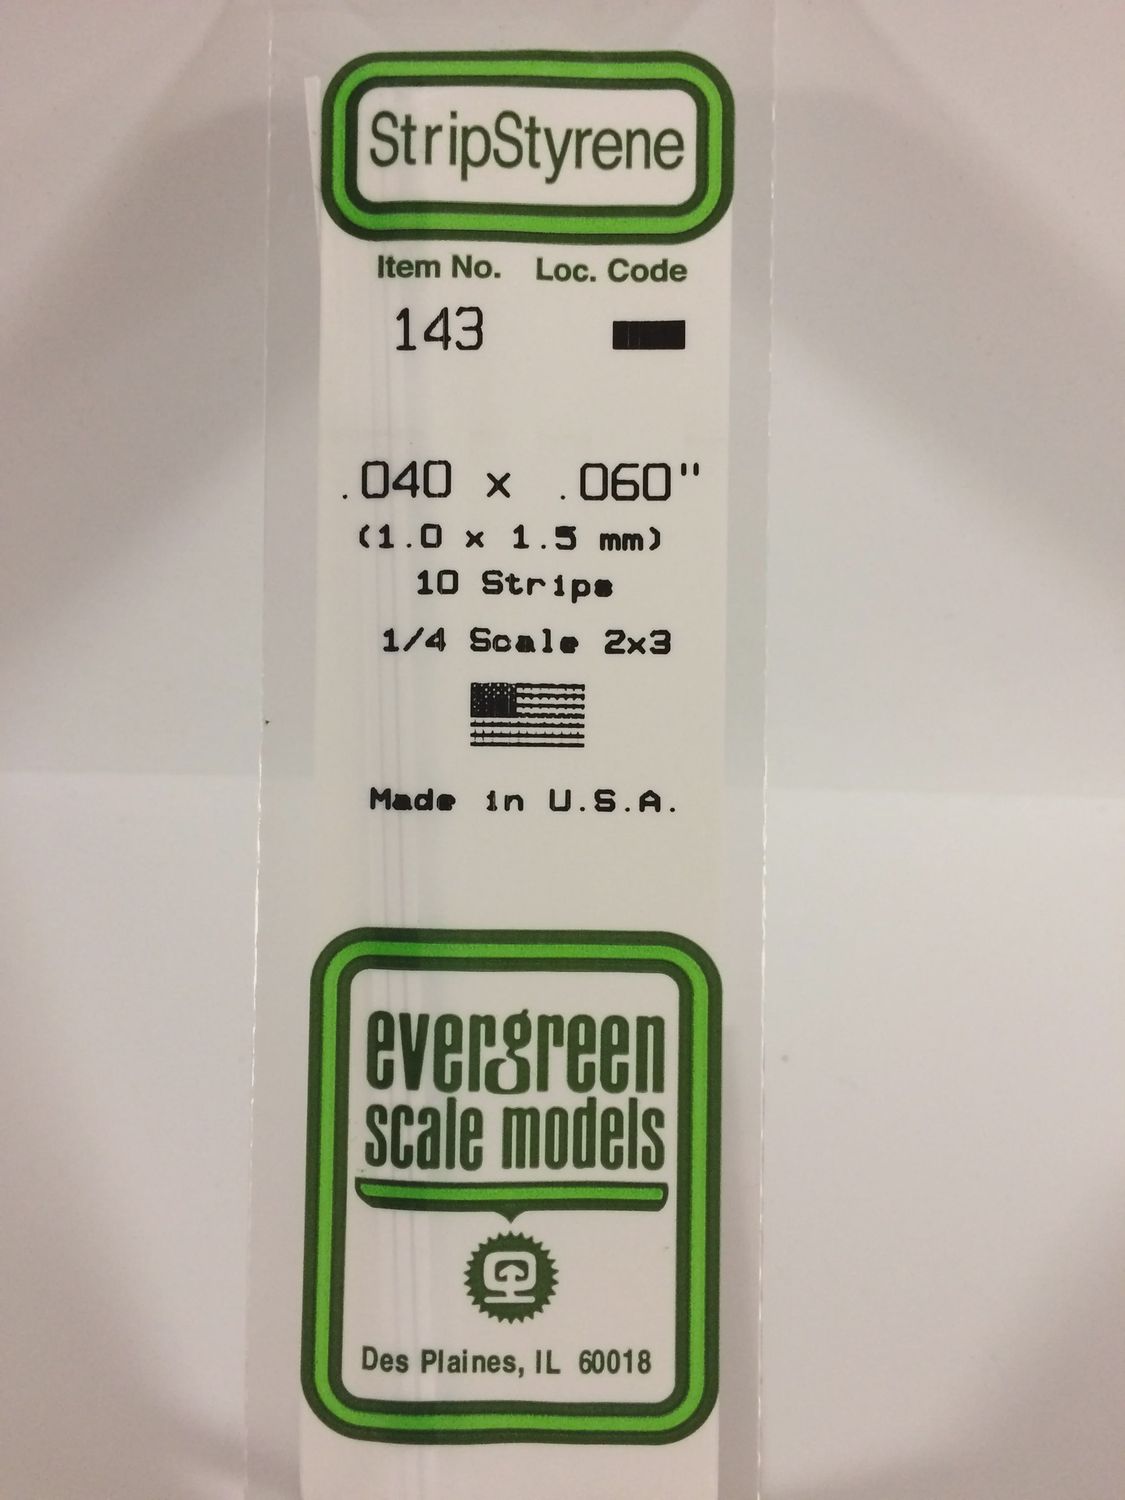 StripStyrene
Item No. Loc. Code
143
.040 x .060"
(1.0 x 1.5 mm)
10 Strips
1/4 Scale 2x3
Made in U.S.A.
evergreen
scale models
Des Plaines, IL 60018